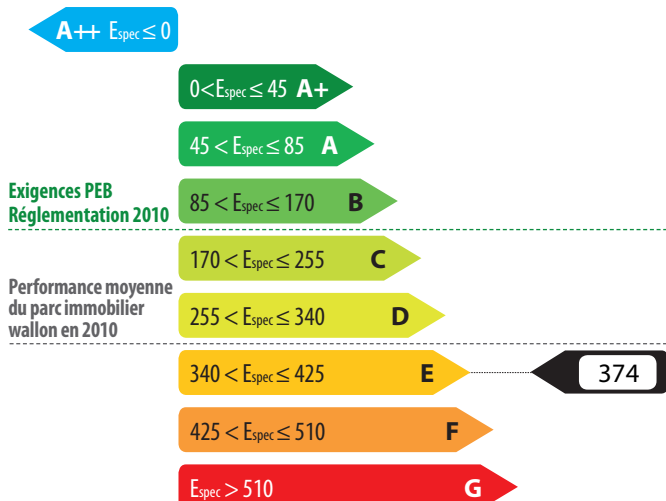 A++ Espec ≤ 0
0<Espec ≤ 45 A+
45 < Espec ≤ 85 A
Exigences PEB
Réglementation 2010
85 < Espec ≤ 170 B
170 < Espec ≤ 255 C
Performance moyenne
du parc immobilier
wallon en 2010
255 < Espec ≤ 340 D
340 < Espec ≤ 425 E
374
425 < Espec ≤ 510 F
Espec > 510 G